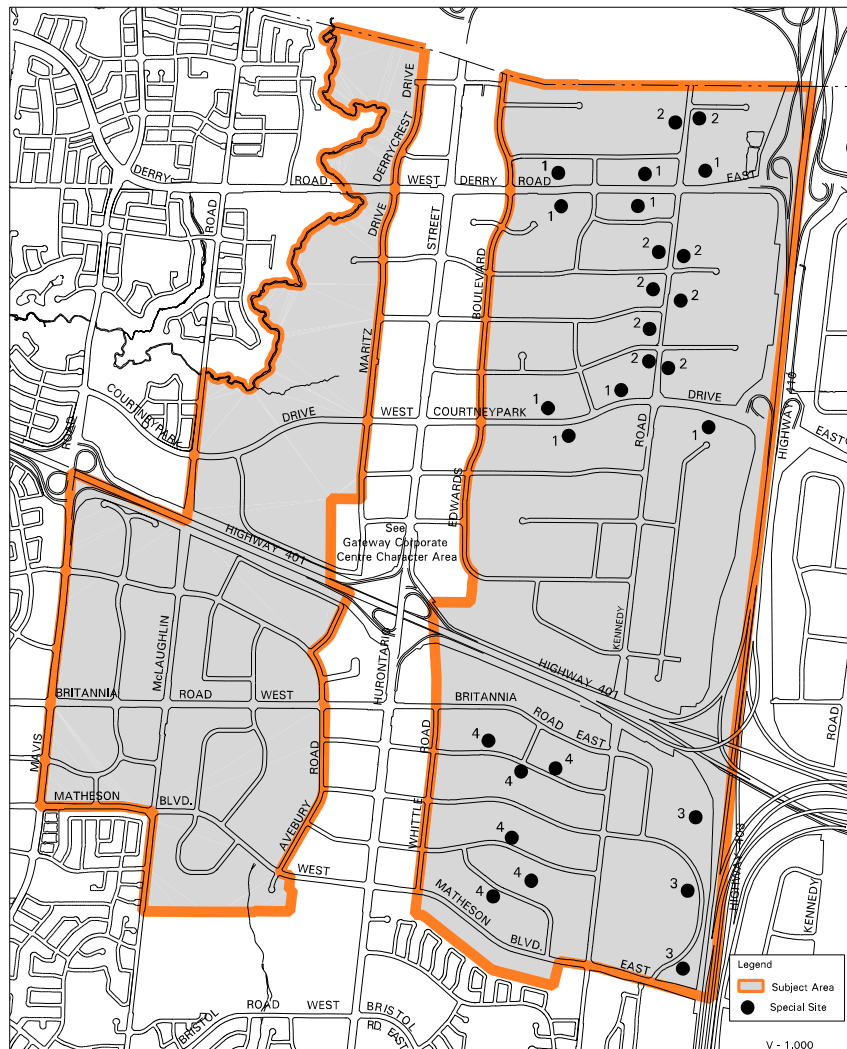 DRIVE
2
2
DERRYCREST
DERRY
ROAD
WEST
DERRY
ROAD
EAST
1
1
1
1
1
ROAD
DRIVE
STREET
BOULEVARD
2
2
2
2
2
2
MARITZ
HIGHWAY 410
COURTNEYPARK
DRIVE
WEST
COURTNEYPARK
DRIVE
1
1
1
1
ROAD
ROAD
EAST
EDWARDS
See
Gateway Corporate
Centre Character Area
HIGHWAY 401
McLAUGHLIN
HURONTARIO
KENNEDY
HIGHWAY 401
BRITANNIA
ROAD
WEST
BRITANNIA
ROAD
EAST
ROAD
ROAD
ROAD
MAVIS
4
4
4
MATHESON
BLVD.
AVEBURY
WHITTLE
3
HIGHWAY 403
4
4
4
WEST
MATHESON
BLVD.
EAST
3
3
KENNEDY
BRISTOL
ROAD
WEST
BRISTOL
RD. EAST
Legend
Subject Area
Special Site
V - 1,000